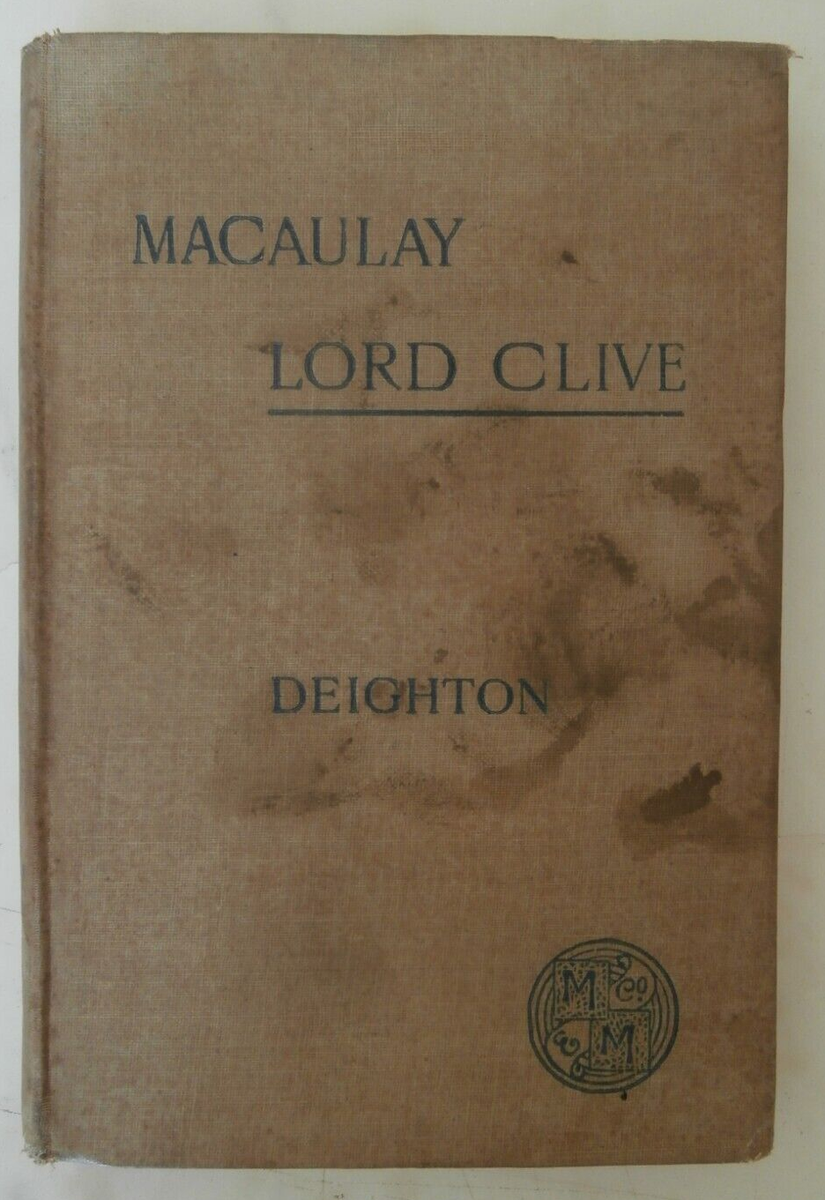 MACAULAY
LORD CLIVE
DEIGHTON
M & Co
& M